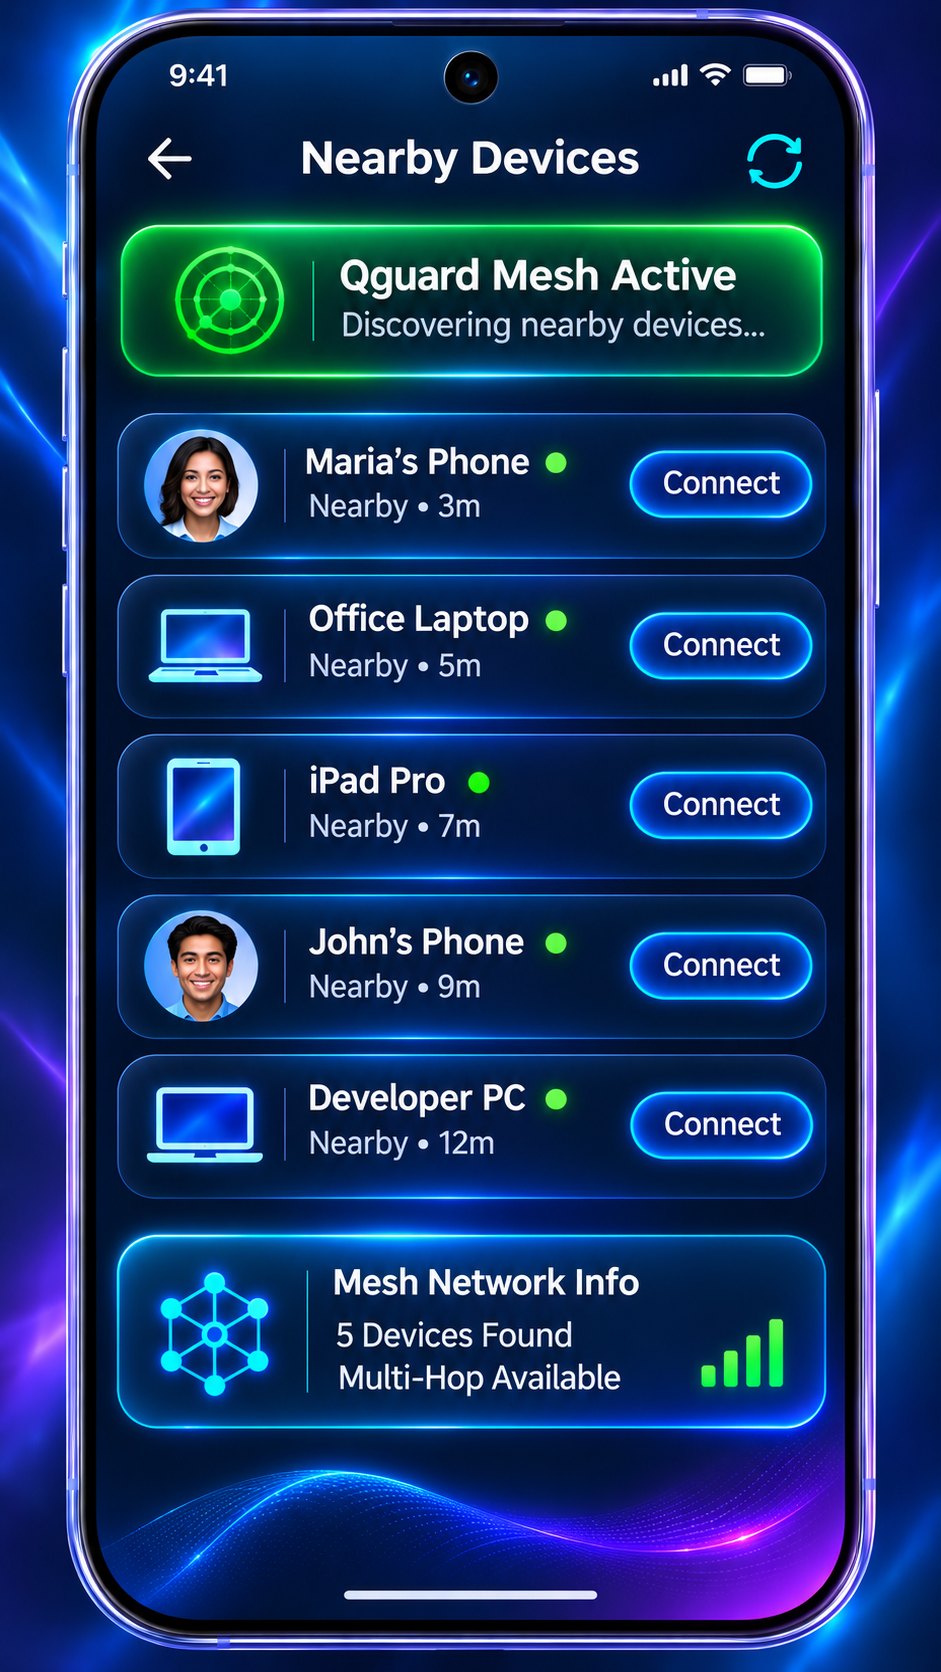 9:41
Nearby Devices
Qguard Mesh Active
Discovering nearby devices...
Maria's Phone
Nearby • 3m
Connect
Office Laptop
Nearby • 5m
Connect
iPad Pro
Nearby • 7m
Connect
John's Phone
Nearby • 9m
Connect
Developer PC
Nearby • 12m
Connect
Mesh Network Info
5 Devices Found
Multi-Hop Available